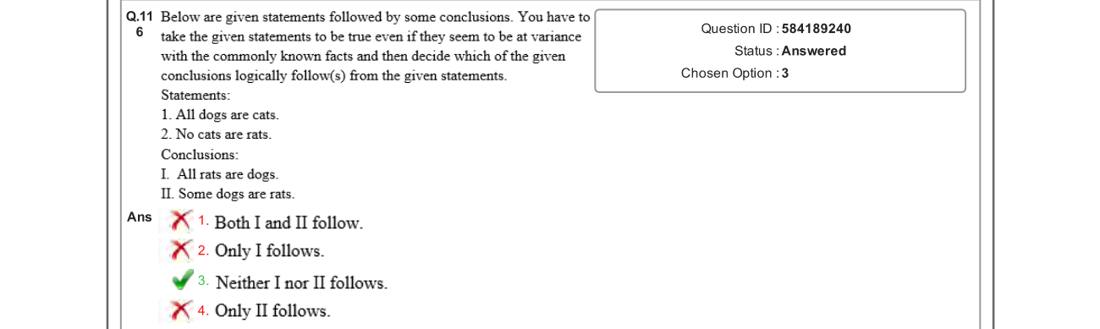 Q.11 Below are given statements followed by some conclusions. You have to
6 take the given statements to be true even if they seem to be at variance
with the commonly known facts and then decide which of the given
conclusions logically follow(s) from the given statements.
Statements:
1. All dogs are cats.
2. No cats are rats.
Conclusions:
I. All rats are dogs.
II. Some dogs are rats.
Ans 1. Both I and II follow.
2. Only I follows.
3. Neither I nor II follows.
4. Only II follows.
Question ID : 584189240
Status : Answered
Chosen Option : 3